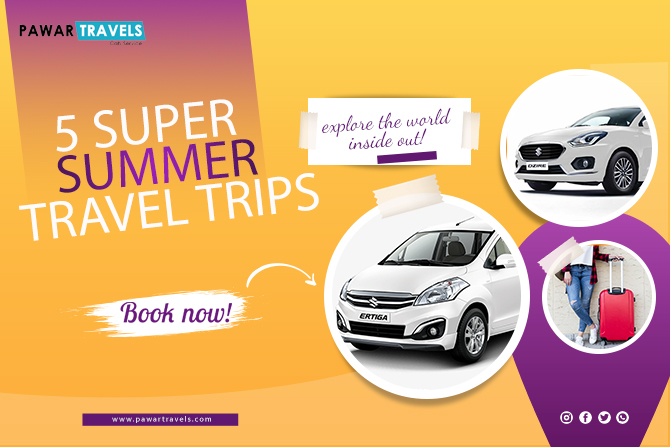 PAWAR TRAVELS
5 SUPER
SUMMER
TRAVEL TRIPS
explore the world
inside out!
DZIRE
ERTIGA
Book now!
www.pawartravels.com